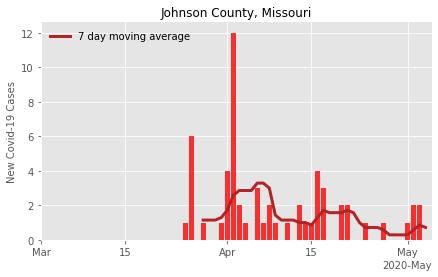 Johnson County, Missouri
7 day moving average
New Covid-19 Cases
12
10
8
6
4
2
0
Mar 15 Apr 15 May
2020-May